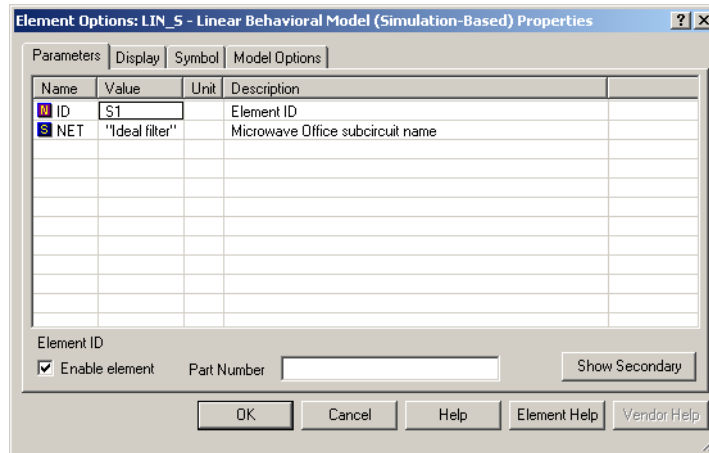 Element Options: LIN_S - Linear Behavioral Model (Simulation-Based) Properties
Parameters Display Symbol Model Options
Name Value Unit Description
N ID S1 Element ID
S NET "Ideal filter" Microwave Office subcircuit name
Element ID
Enable element Part Number Show Secondary
OK Cancel Help Element Help Vendor Help